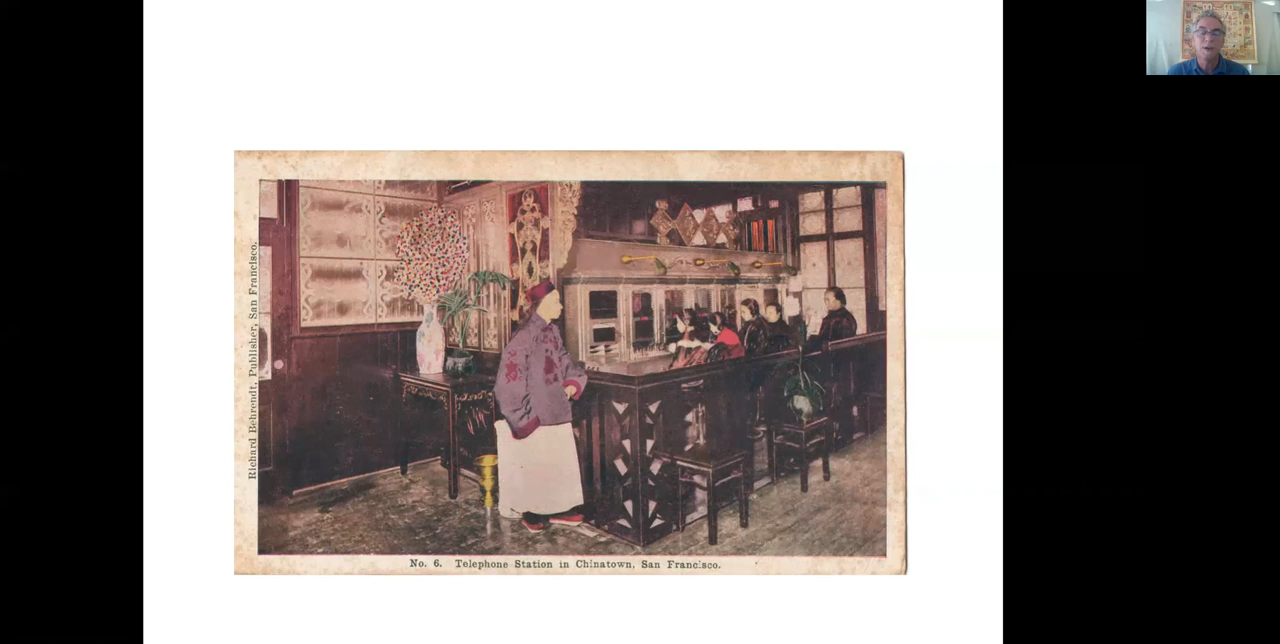 Richard Behrendt, Publisher, San Francisco.
No. 6. Telephone Station in Chinatown, San Francisco.